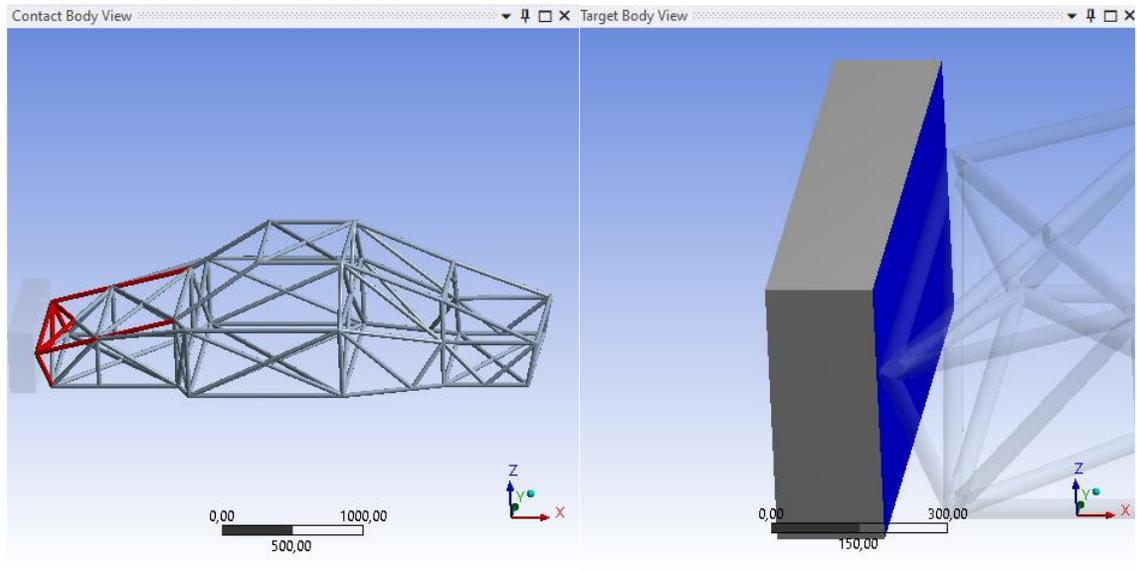 Contact Body View
Z
Y
X
0,00 1000,00
500,00
Target Body View
Z
Y
X
0,00 300,00
150,00